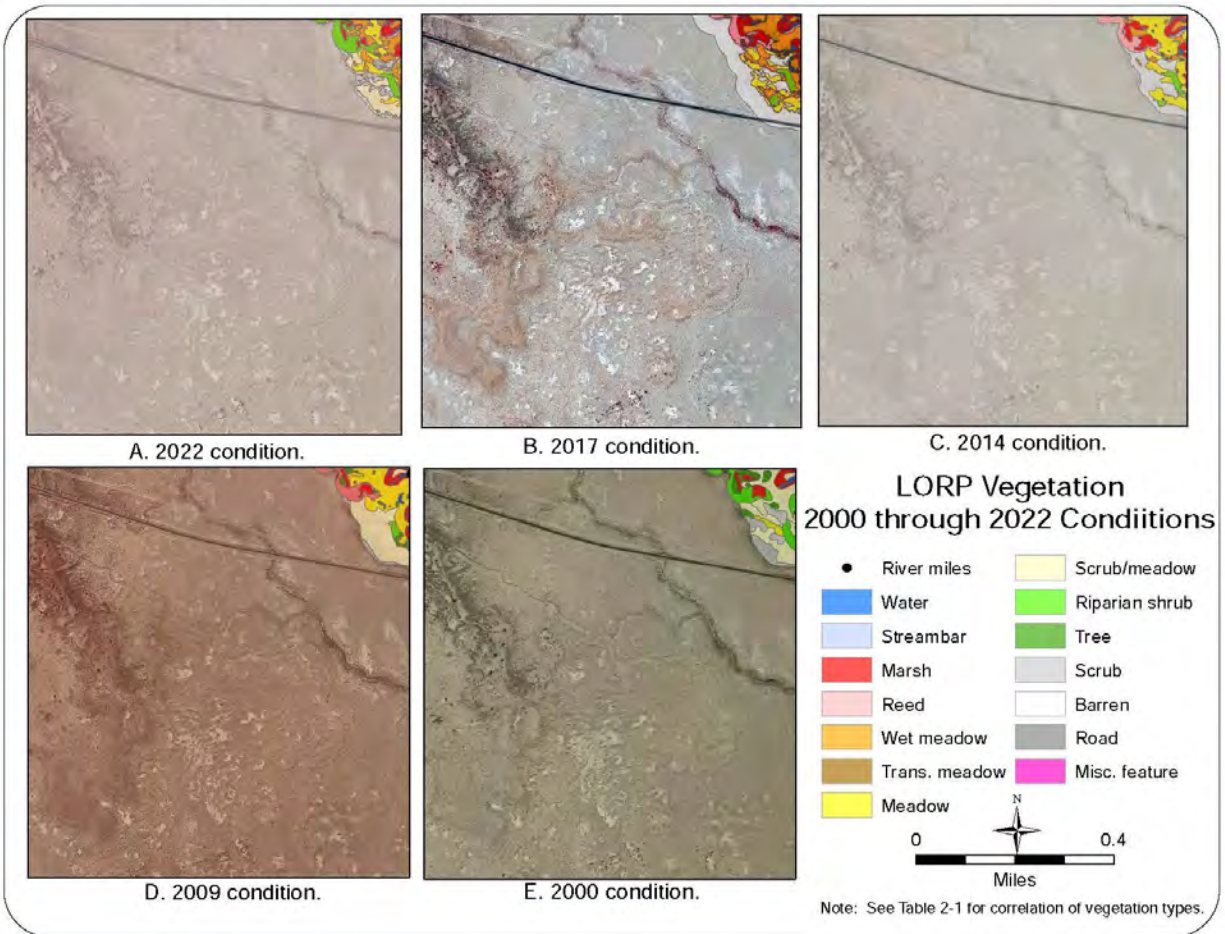 A. 2022 condition.
B. 2017 condition.
C. 2014 condition.
D. 2009 condition.
E. 2000 condition.
LORP Vegetation
2000 through 2022 Condiitions
River miles
Water
Streambar
Marsh
Reed
Wet meadow
Trans. meadow
Meadow
Scrub/meadow
Riparian shrub
Tree
Scrub
Barren
Road
Misc. feature
N
0 0.4
Miles
Note: See Table 2-1 for correlation of vegetation types.